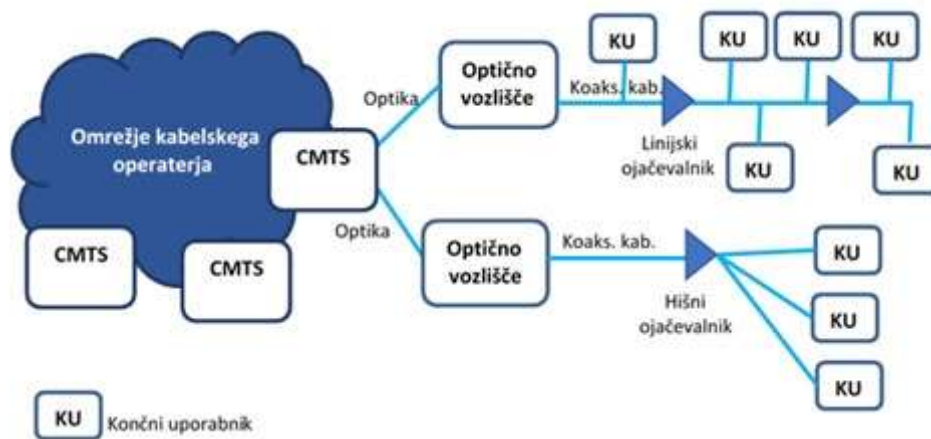 KU
KU
KU
KU
Optično
vozlišče
Optika
Koaks. kab.
Omrežje kabelskega
operaterja
CMTS
Linijski
ojačevalnik
KU
KU
Optika
CMTS
CMTS
Optično
vozlišče
Koaks. kab.
KU
Hišni
ojačevalnik
KU
KU
KU
Končni uporabnik